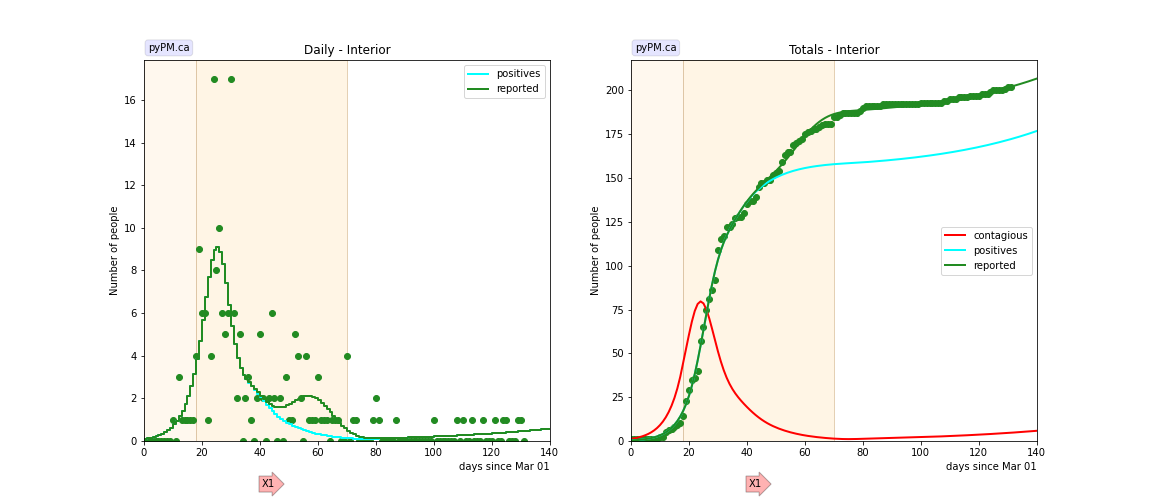 pyPM.ca
Daily - Interior
positives
reported
Number of people
16
14
12
10
8
6
4
2
0
0 20 40 60 80 100 120 140
days since Mar 01
X1
pyPM.ca
Totals - Interior
contagious
positives
reported
Number of people
200
175
150
125
100
75
50
25
0
0 20 40 60 80 100 120 140
days since Mar 01
X1